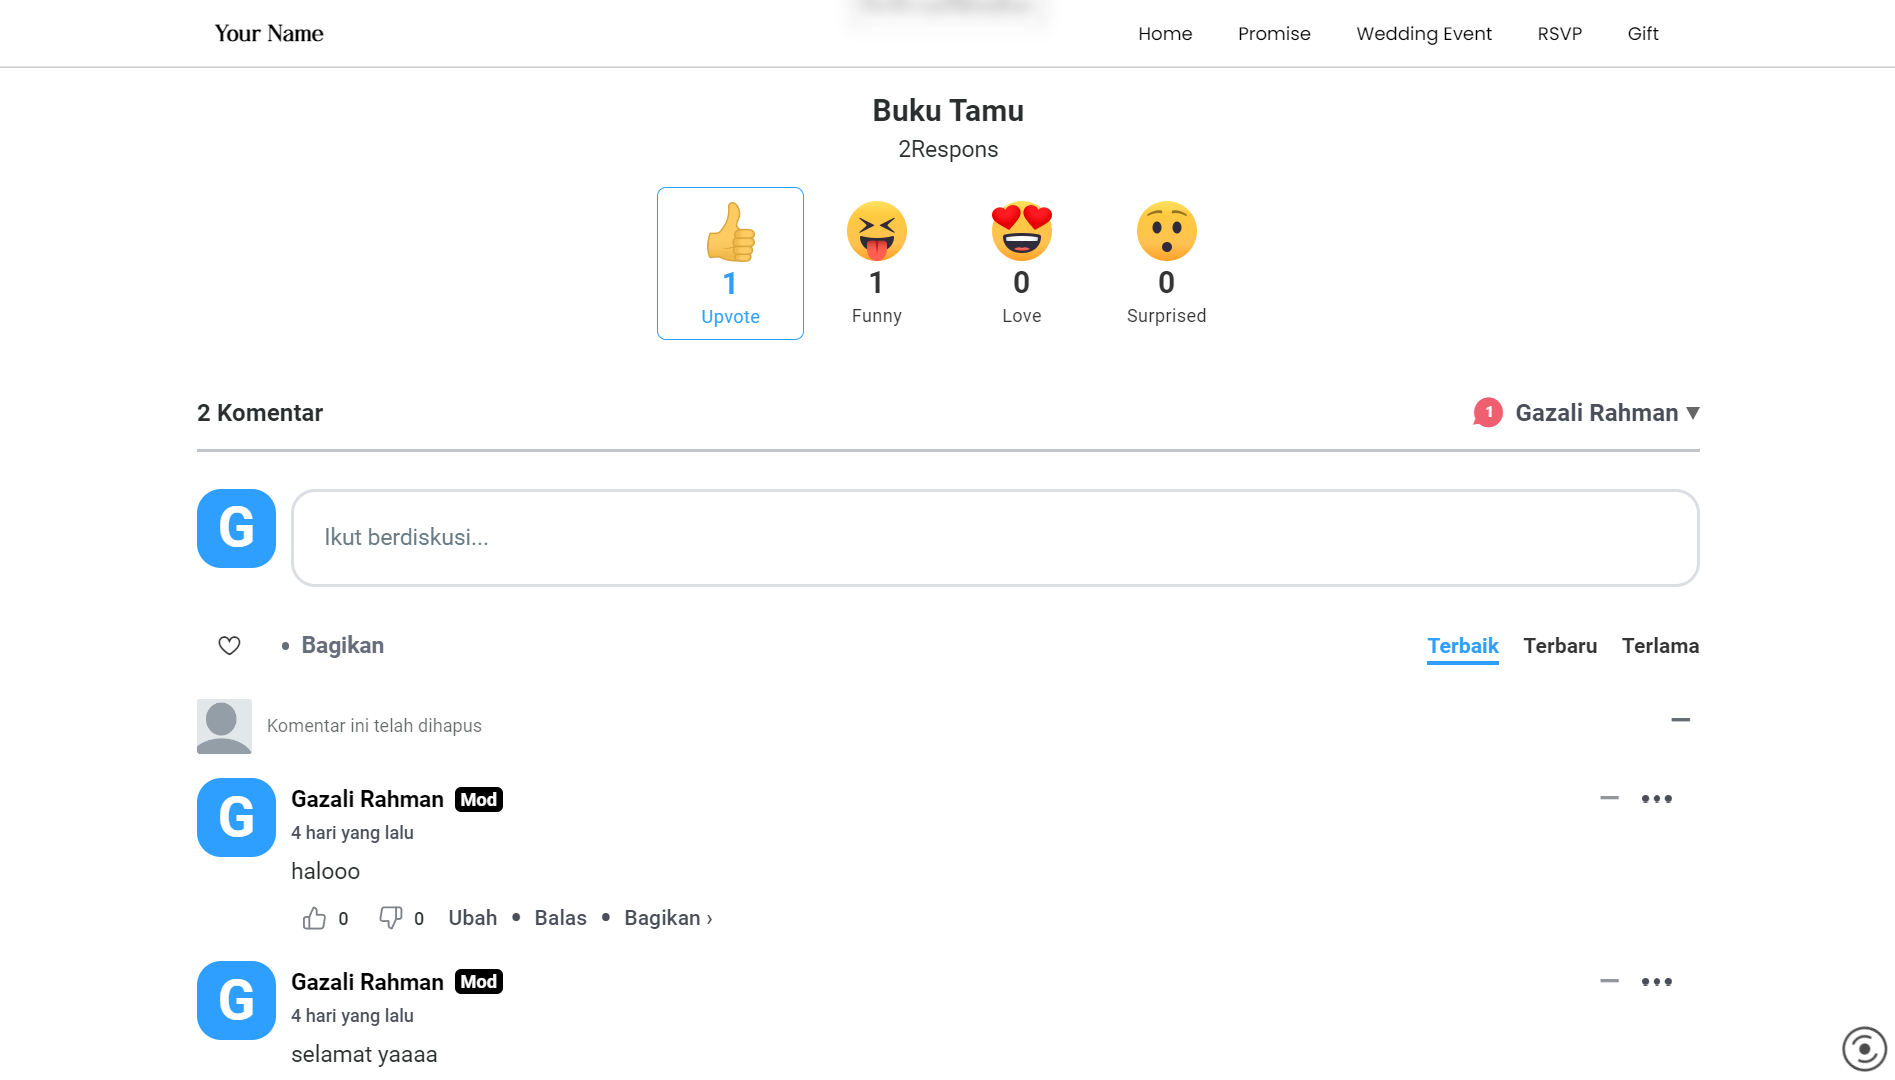 Your Name
Home Promise Wedding Event RSVP Gift
Buku Tamu
2Respons
1 1 0 0
Upvote Funny Love Surprised
2 Komentar 1 Gazali Rahman ▼
G Ikut berdiskusi...
• Bagikan Terbaik Terbaru Terlama
Komentar ini telah dihapus
G Gazali Rahman Mod
4 hari yang lalu
halooo
0 0 Ubah • Balas • Bagikan ›
G Gazali Rahman Mod
4 hari yang lalu
selamat yaaaa